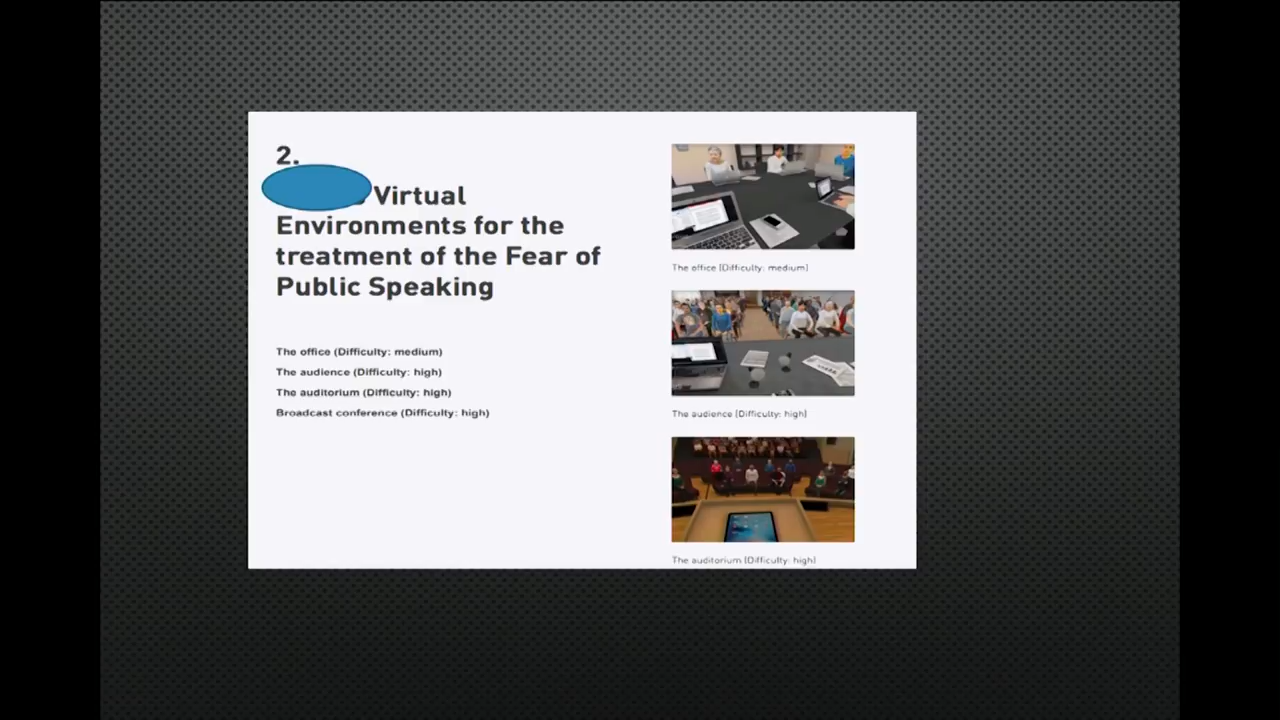 2.
Virtual
Environments for the
treatment of the Fear of
Public Speaking
The office (Difficulty: medium)
The audience (Difficulty: high)
The auditorium (Difficulty: high)
Broadcast conference (Difficulty: high)
The office (Difficulty: medium)
The audience (Difficulty: high)
The auditorium (Difficulty: high)